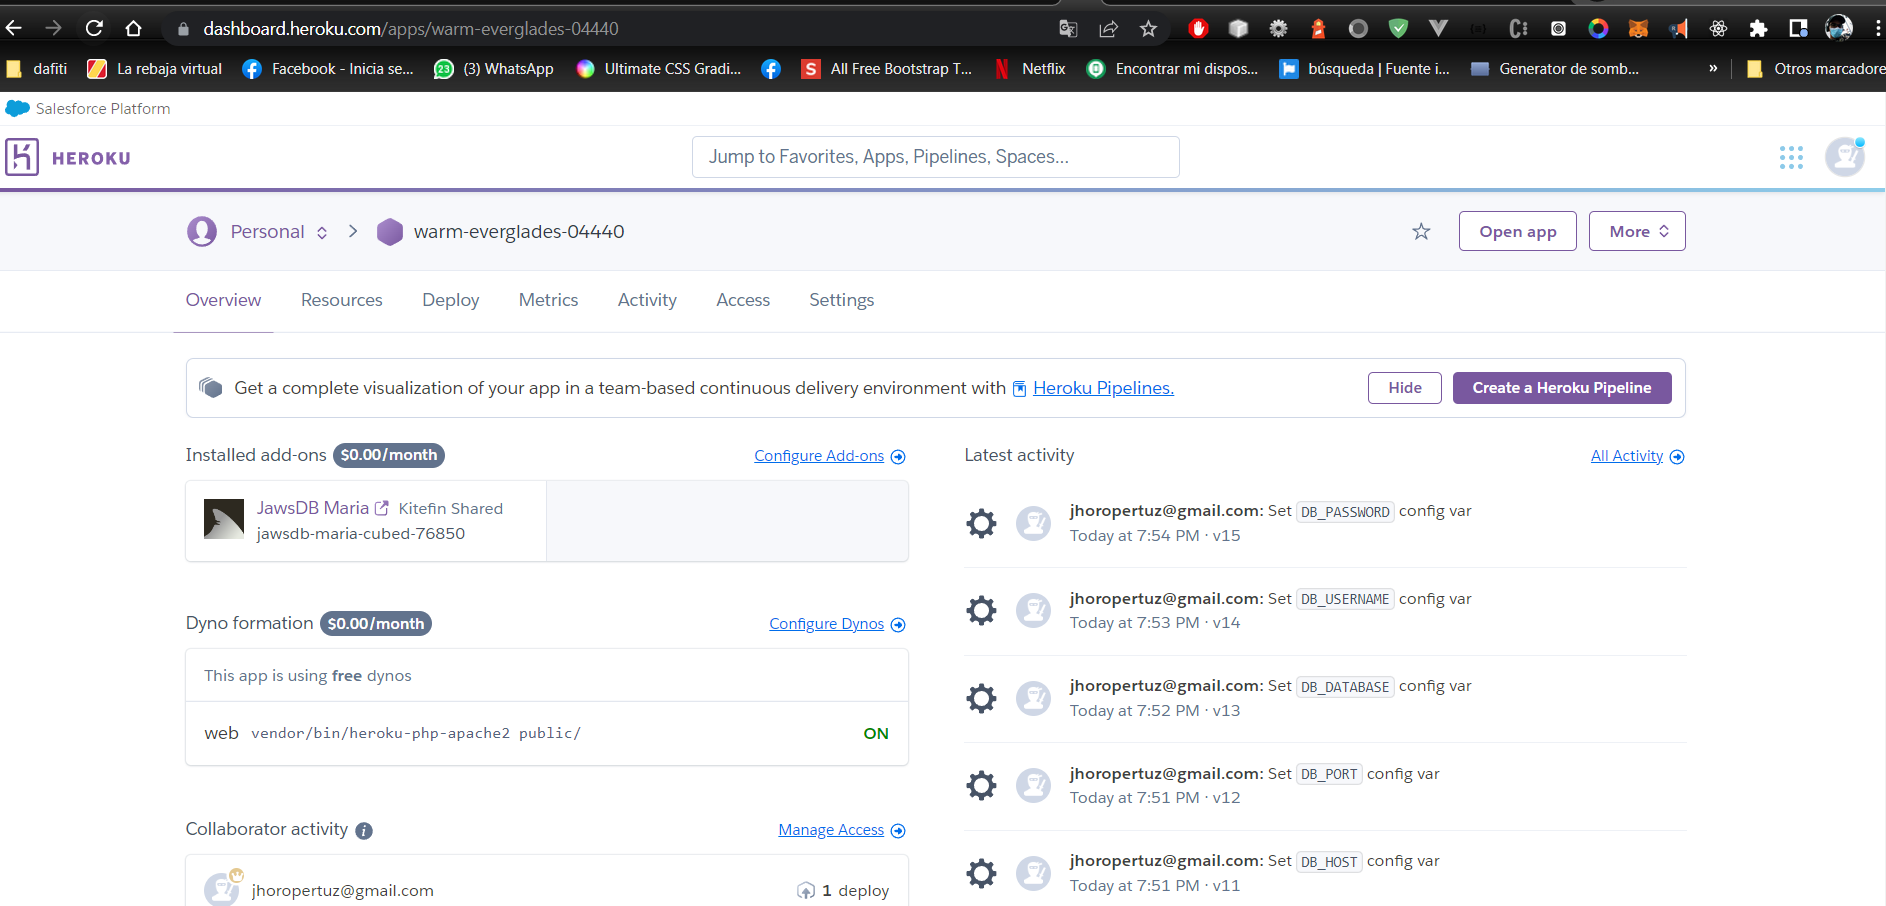 dashboard.heroku.com/apps/warm-everglades-04440
dafiti
La rebaja virtual
Facebook - Inicia se...
(3) WhatsApp
Ultimate CSS Gradi...
All Free Bootstrap T...
Netflix
Encontrar mi dispos...
búsqueda | Fuente i...
Generator de somb...
»
Otros marcadore
Salesforce Platform
HEROKU
Jump to Favorites, Apps, Pipelines, Spaces...
Personal
warm-everglades-04440
Open app
More
Overview
Resources
Deploy
Metrics
Activity
Access
Settings
Get a complete visualization of your app in a team-based continuous delivery environment with Heroku Pipelines.
Hide
Create a Heroku Pipeline
Installed add-ons $0.00/month
Configure Add-ons
JawsDB Maria Kitefin Shared
jawsdb-maria-cubed-76850
Dyno formation $0.00/month
Configure Dynos
This app is using free dynos
web vendor/bin/heroku-php-apache2 public/
ON
Collaborator activity
Manage Access
jhoropertuz@gmail.com
1 deploy
Latest activity
All Activity
jhoropertuz@gmail.com: Set DB_PASSWORD config var
Today at 7:54 PM · v15
jhoropertuz@gmail.com: Set DB_USERNAME config var
Today at 7:53 PM · v14
jhoropertuz@gmail.com: Set DB_DATABASE config var
Today at 7:52 PM · v13
jhoropertuz@gmail.com: Set DB_PORT config var
Today at 7:51 PM · v12
jhoropertuz@gmail.com: Set DB_HOST config var
Today at 7:51 PM · v11